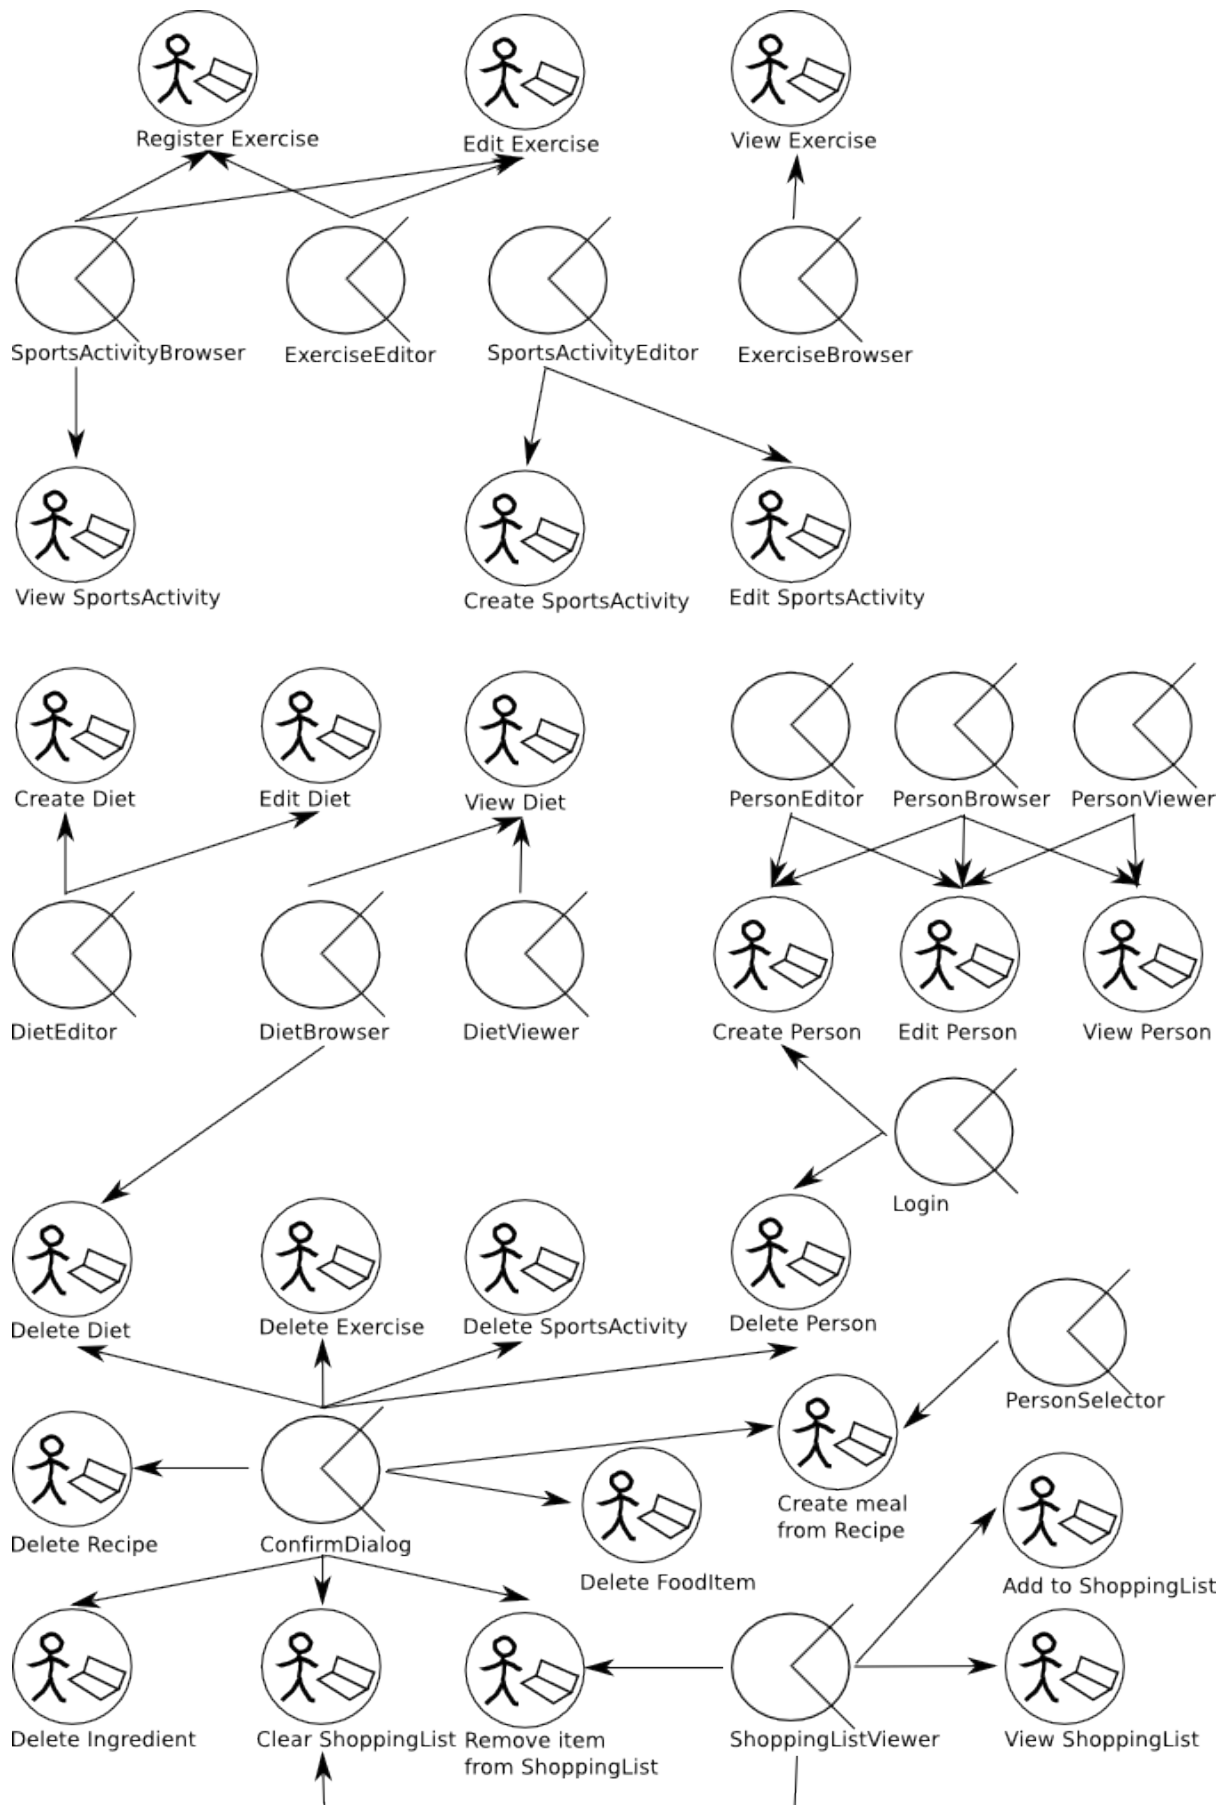 Register Exercise
Edit Exercise
View Exercise
SportsActivityBrowser
ExerciseEditor
SportsActivityEditor
ExerciseBrowser
View SportsActivity
Create SportsActivity
Edit SportsActivity
Create Diet
Edit Diet
View Diet
PersonEditor
PersonBrowser
PersonViewer
DietEditor
DietBrowser
DietViewer
Create Person
Edit Person
View Person
Login
Delete Diet
Delete Exercise
Delete SportsActivity
Delete Person
PersonSelector
Delete Recipe
ConfirmDialog
Delete FoodItem
Create meal
from Recipe
Add to ShoppingList
Delete Ingredient
Clear ShoppingList
Remove item
from ShoppingList
ShoppingListViewer
View ShoppingList